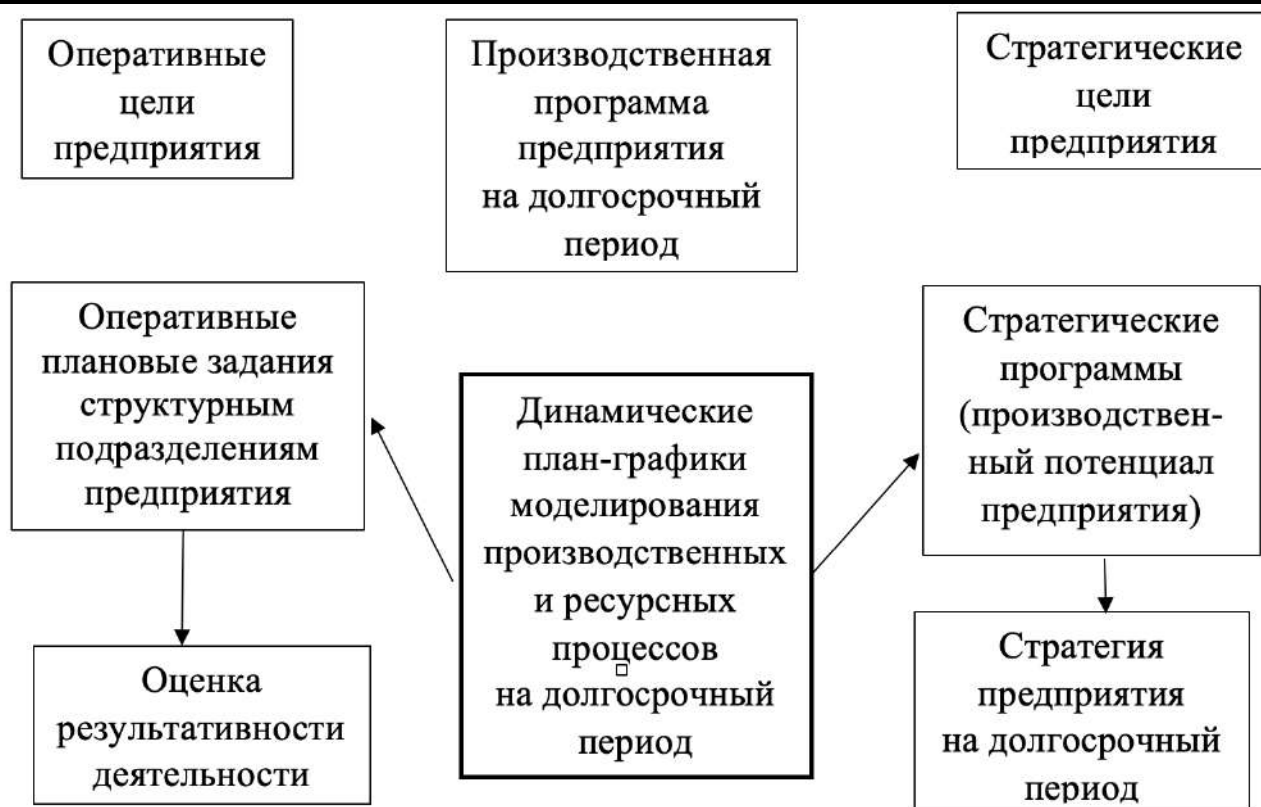 Оперативные
цели
предприятия
Производственная
программа
предприятия
на долгосрочный
период
Стратегические
цели
предприятия
Оперативные
плановые задания
структурным
подразделениям
предприятия
Динамические
план-графики
моделирования
производственных
и ресурсных
процессов
на долгосрочный
период
Стратегические
программы
(производствен-
ный потенциал
предприятия)
Оценка
результативности
деятельности
Стратегия
предприятия
на долгосрочный
период